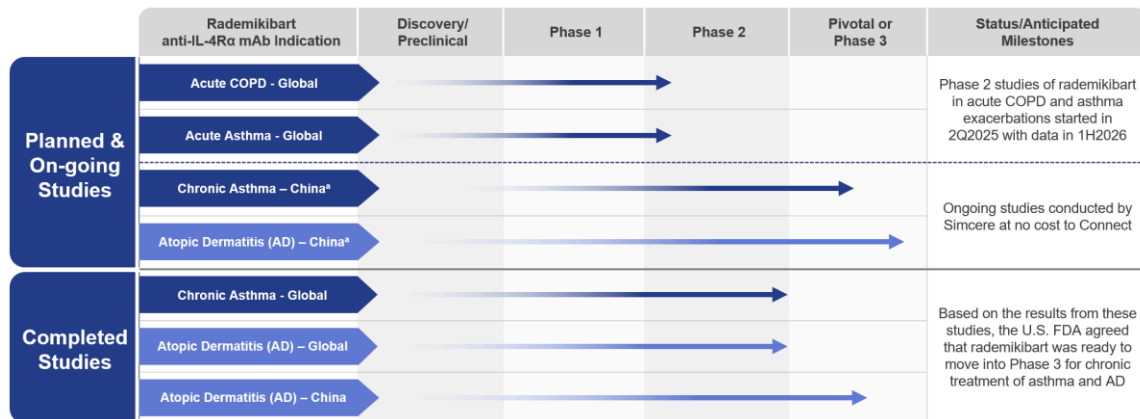 Rademikibart
anti-IL-4Rα mAb Indication
Discovery/
Preclinical
Phase 1
Phase 2
Pivotal or
Phase 3
Status/Anticipated
Milestones
Planned &
On-going
Studies
Acute COPD - Global
Acute Asthma - Global
Phase 2 studies of rademikibart
in acute COPD and asthma
exacerbations started in
2Q2025 with data in 1H2026
Chronic Asthma – Chinaª
Atopic Dermatitis (AD) – Chinaª
Ongoing studies conducted by
Simcere at no cost to Connect
Completed
Studies
Chronic Asthma - Global
Atopic Dermatitis (AD) – Global
Atopic Dermatitis (AD) – China
Based on the results from these
studies, the U.S. FDA agreed
that rademikibart was ready to
move into Phase 3 for chronic
treatment of asthma and AD